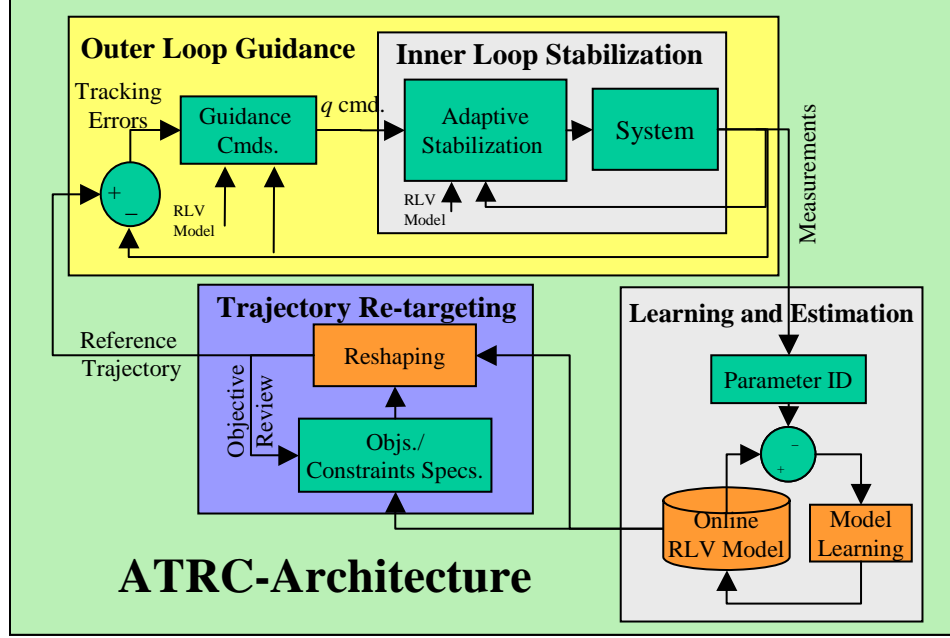 Outer Loop Guidance
Inner Loop Stabilization
Tracking
Errors
Guidance
Cmds.
q cmd.
Adaptive
Stabilization
System
+
−
RLV
Model
RLV
Model
Measurements
Trajectory Re-targeting
Reference
Trajectory
Reshaping
Objective
Review
Objs./
Constraints Specs.
Learning and Estimation
Parameter ID
−
+
Online
RLV Model
Model
Learning
ATRC-Architecture